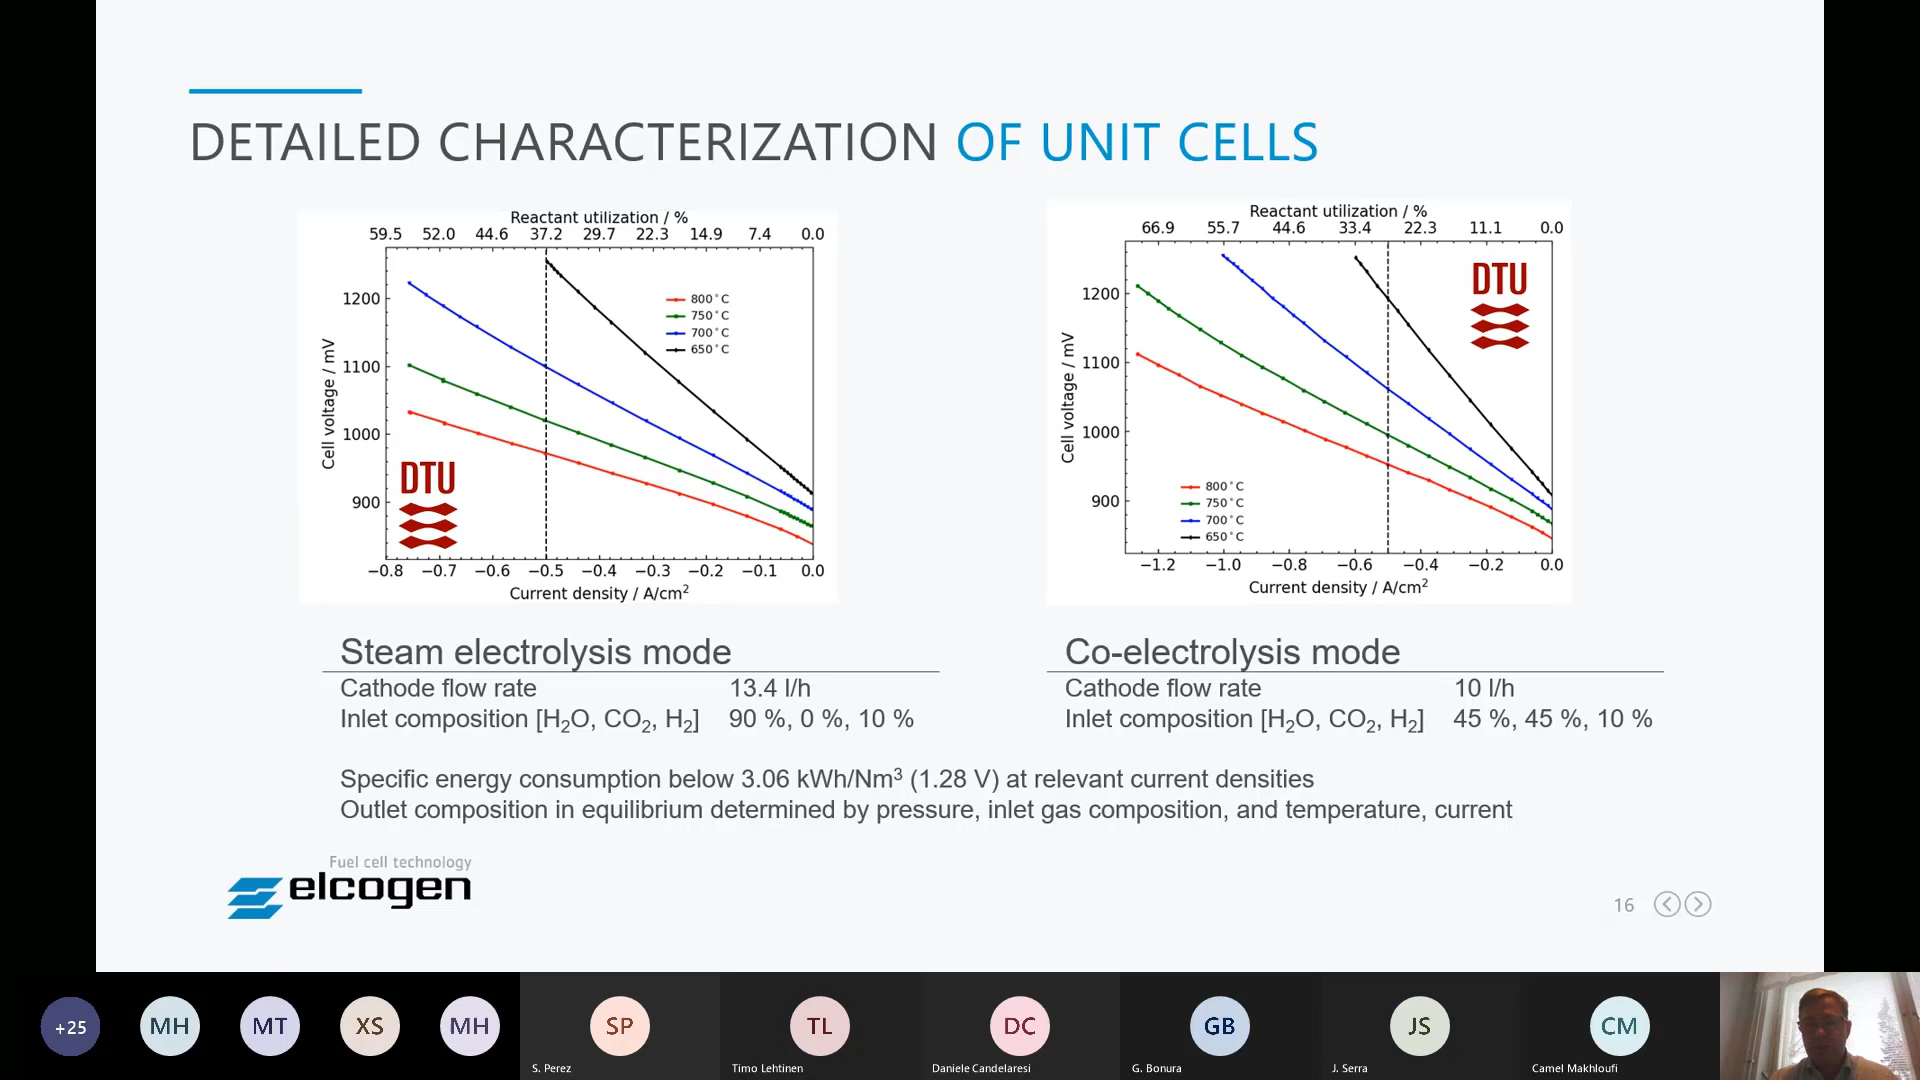 DETAILED CHARACTERIZATION OF UNIT CELLS
Reactant utilization / %
59.5 52.0 44.6 37.2 29.7 22.3 14.9 7.4 0.0
1200
1100
1000
900
Cell voltage / mV
800°C
750°C
700°C
650°C
DTU
−0.8 −0.7 −0.6 −0.5 −0.4 −0.3 −0.2 −0.1 0.0
Current density / A/cm²
Reactant utilization / %
66.9 55.7 44.6 33.4 22.3 11.1 0.0
1200
1100
1000
900
Cell voltage / mV
DTU
800°C
750°C
700°C
650°C
−1.2 −1.0 −0.8 −0.6 −0.4 −0.2 0.0
Current density / A/cm²
Steam electrolysis mode
Cathode flow rate 13.4 l/h
Inlet composition [H₂O, CO₂, H₂] 90 %, 0 %, 10 %
Co-electrolysis mode
Cathode flow rate 10 l/h
Inlet composition [H₂O, CO₂, H₂] 45 %, 45 %, 10 %
Specific energy consumption below 3.06 kWh/Nm³ (1.28 V) at relevant current densities
Outlet composition in equilibrium determined by pressure, inlet gas composition, and temperature, current
Fuel cell technology
elcogen
16
+25 MH MT XS MH SP TL DC GB JS CM
S. Perez Timo Lehtinen Daniele Candelaresi G. Bonura J. Serra Camel Makhloufi